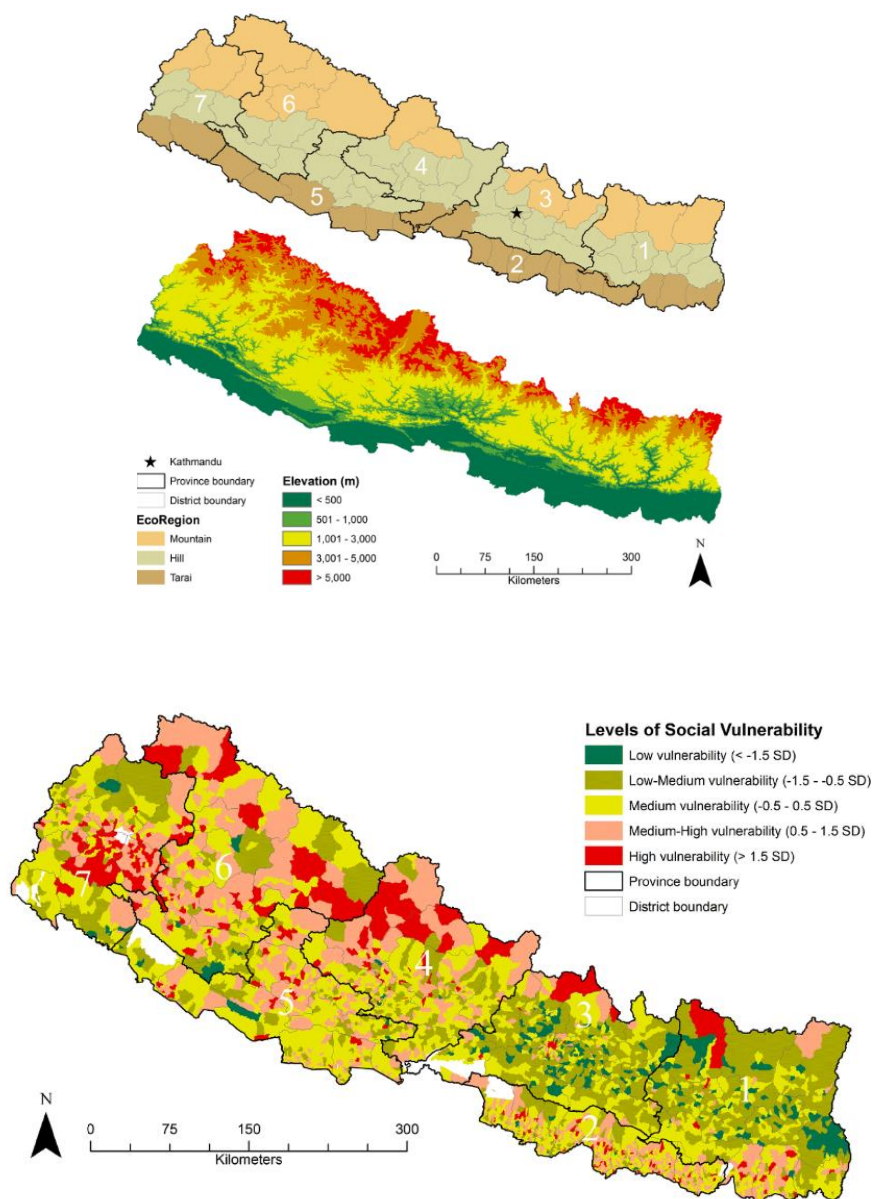 7
6
4
5
3
1
2
★ Kathmandu
Province boundary
District boundary
EcoRegion
Mountain
Hill
Tarai
Elevation (m)
< 500
501 - 1,000
1,001 - 3,000
3,001 - 5,000
> 5,000
0 75 150 300
Kilometers
N
Levels of Social Vulnerability
Low vulnerability (< -1.5 SD)
Low-Medium vulnerability (-1.5 - -0.5 SD)
Medium vulnerability (-0.5 - 0.5 SD)
Medium-High vulnerability (0.5 - 1.5 SD)
High vulnerability (> 1.5 SD)
Province boundary
District boundary
6
7
4
5
3
1
2
N
0 75 150 300
Kilometers